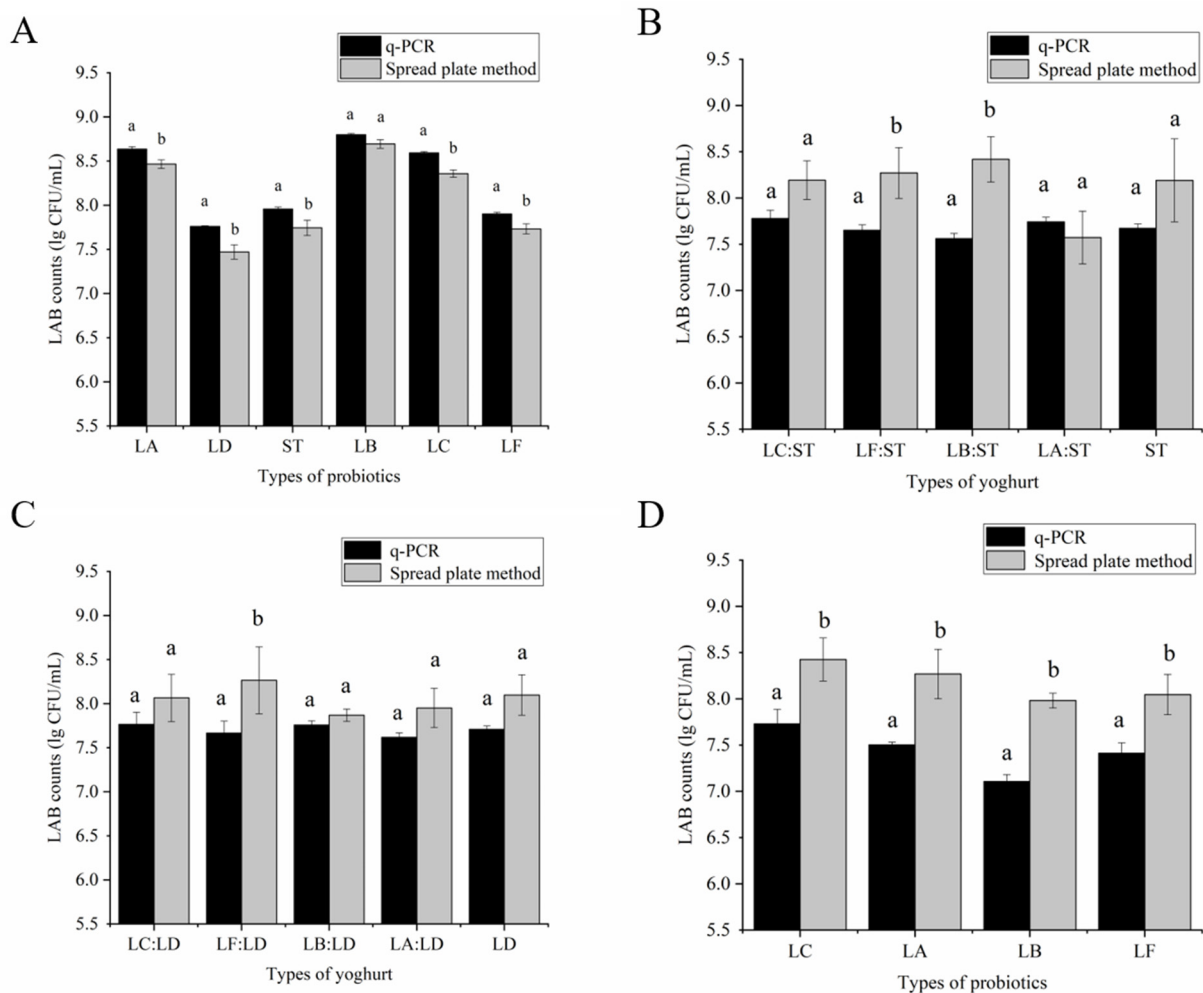 A
q-PCR
Spread plate method
9.5
9.0
8.5
8.0
7.5
7.0
6.5
6.0
5.5
LAB counts (lg CFU/mL)
a b a b a b a a a b a b
LA LD ST LB LC LF
Types of probiotics
B
q-PCR
Spread plate method
9.5
9.0
8.5
8.0
7.5
7.0
6.5
6.0
5.5
LAB counts (lg CFU/mL)
a a a b a b a a a a
LC:ST LF:ST LB:ST LA:ST ST
Types of yoghurt
C
q-PCR
Spread plate method
9.5
9.0
8.5
8.0
7.5
7.0
6.5
6.0
5.5
LAB counts (lg CFU/mL)
a a a b a a a a a a
LC:LD LF:LD LB:LD LA:LD LD
Types of yoghurt
D
q-PCR
Spread plate method
9.5
9.0
8.5
8.0
7.5
7.0
6.5
6.0
5.5
LAB counts (lg CFU/mL)
a b a b a b a b
LC LA LB LF
Types of probiotics